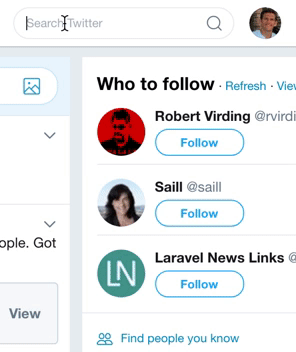 Search Twitter
Who to follow · Refresh · View
Robert Virding @rvirdi
Follow
Saill @saill
Follow
ople. Got
Laravel News Links @
LN
Follow
View
Find people you know